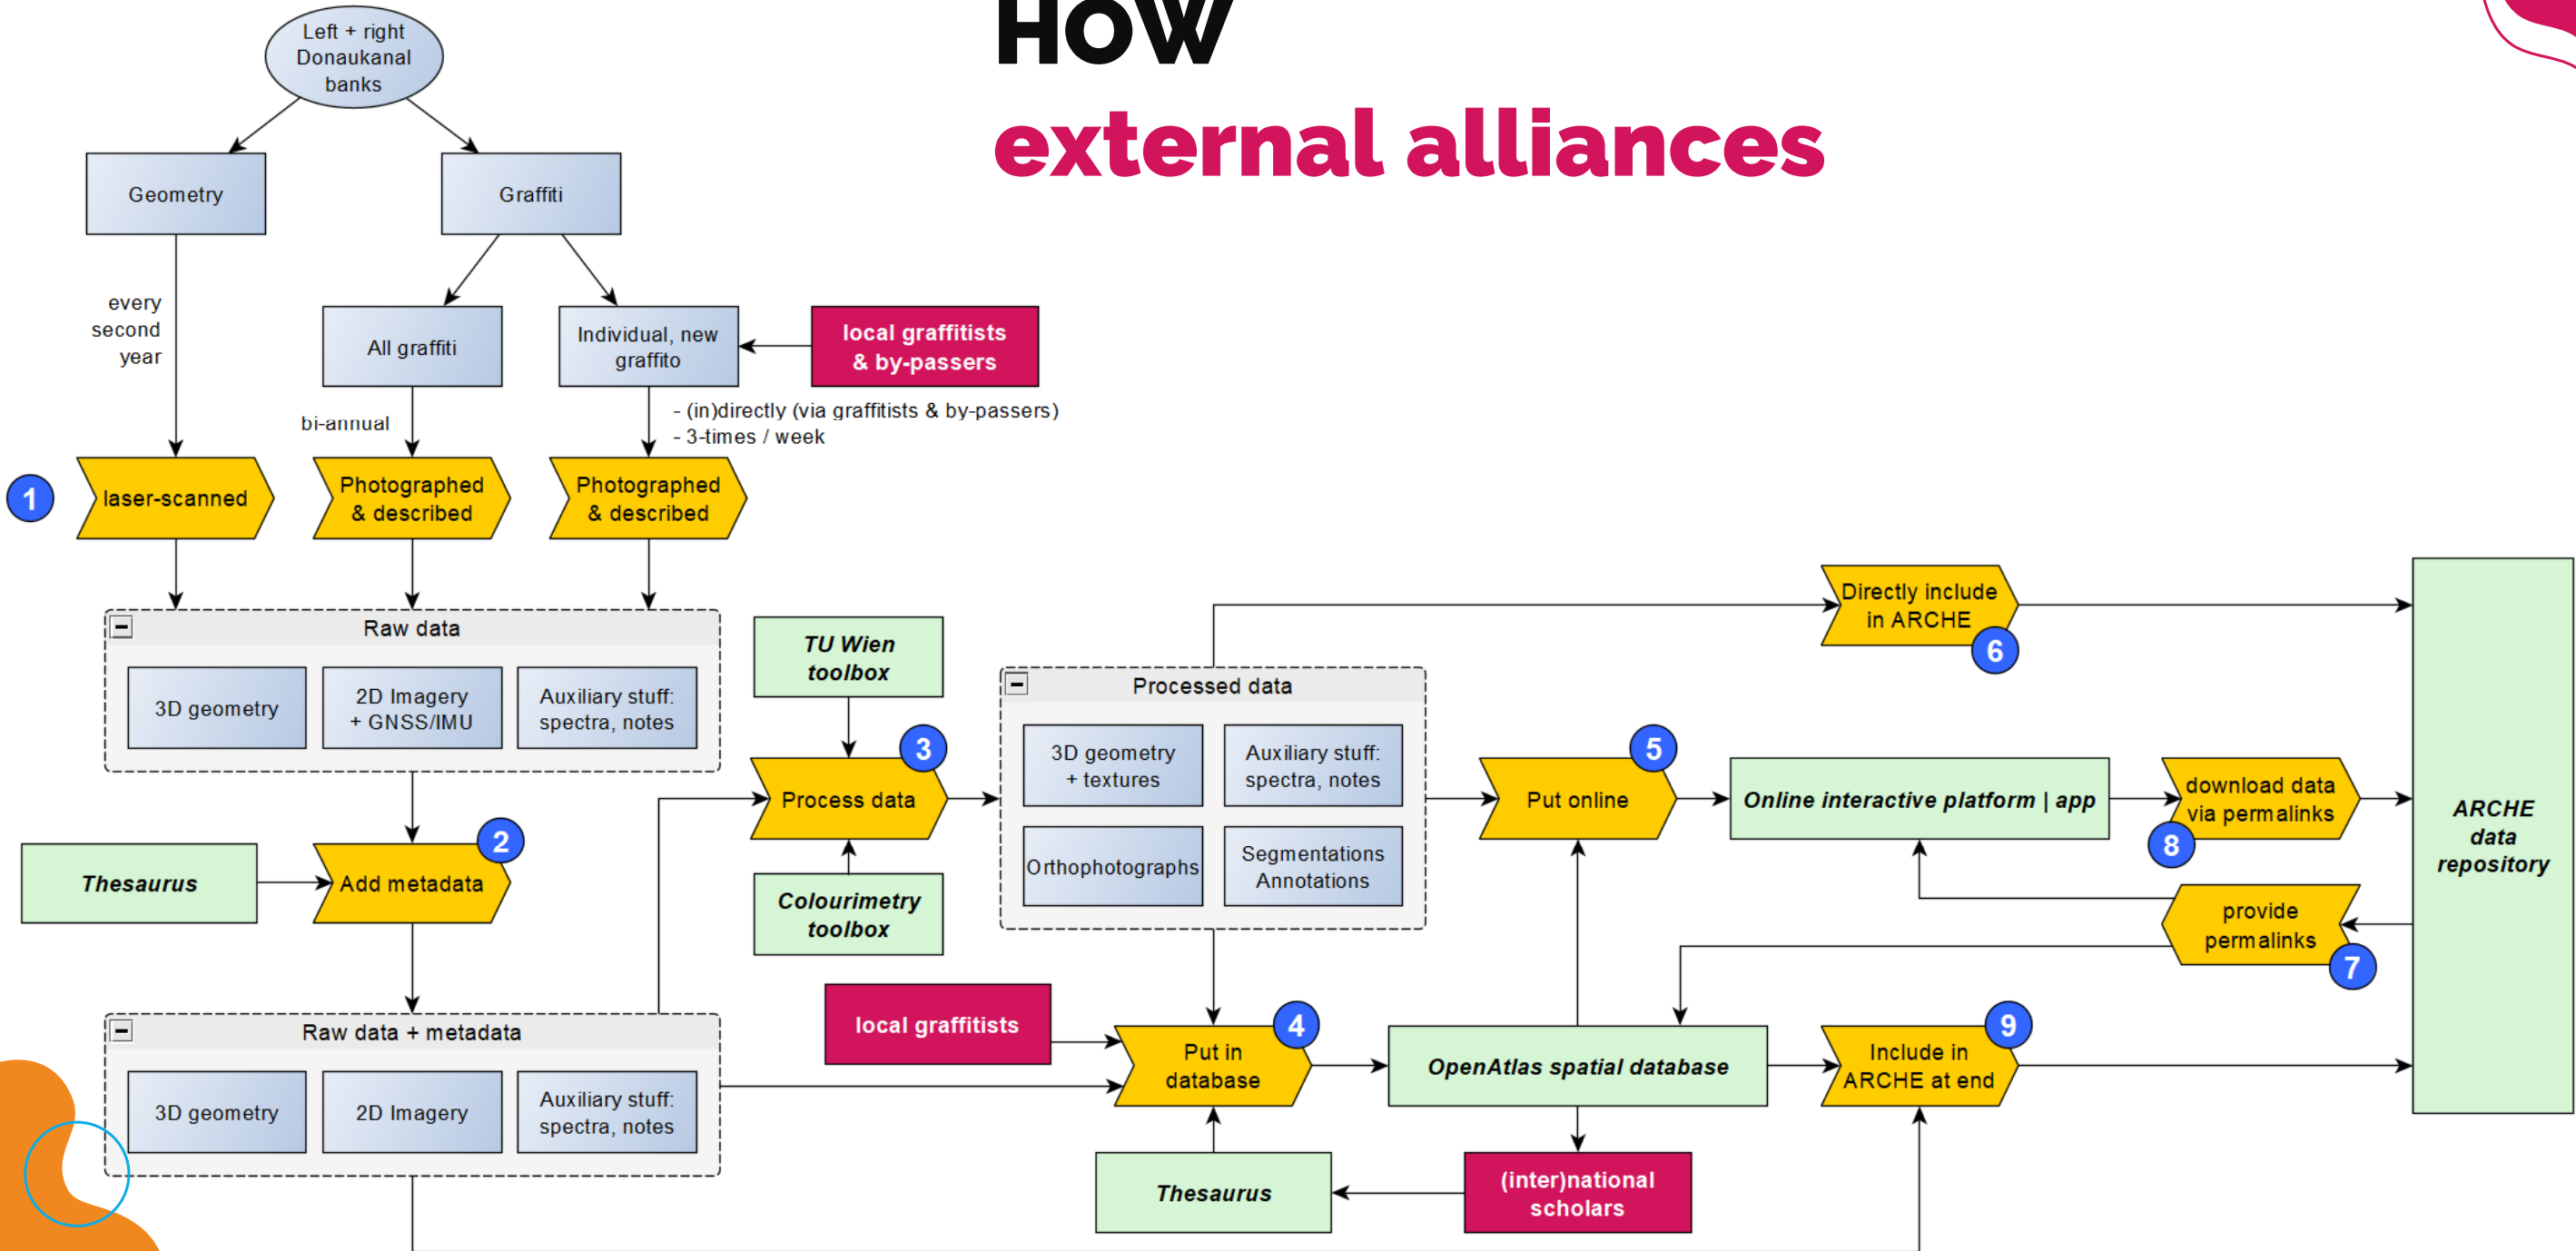 HOW
external alliances
Left + right
Donaukanal
banks
Geometry
Graffiti
every
second
year
All graffiti
Individual, new
graffito
local graffitists
& by-passers
bi-annual
- (in)directly (via graffitists & by-passers)
- 3-times / week
1
laser-scanned
Photographed
& described
Photographed
& described
Raw data
3D geometry
2D Imagery
+ GNSS/IMU
Auxiliary stuff:
spectra, notes
Thesaurus
2
Add metadata
Raw data + metadata
3D geometry
2D Imagery
Auxiliary stuff:
spectra, notes
TU Wien
toolbox
3
Process data
Colourimetry
toolbox
Processed data
3D geometry
+ textures
Auxiliary stuff:
spectra, notes
Orthophotographs
Segmentations
Annotations
local graffitists
4
Put in
database
Thesaurus
5
Put online
OpenAtlas spatial database
(inter)national
scholars
Directly include
in ARCHE
6
Online interactive platform | app
download data
via permalinks
8
provide
permalinks
7
9
Include in
ARCHE at end
ARCHE
data
repository